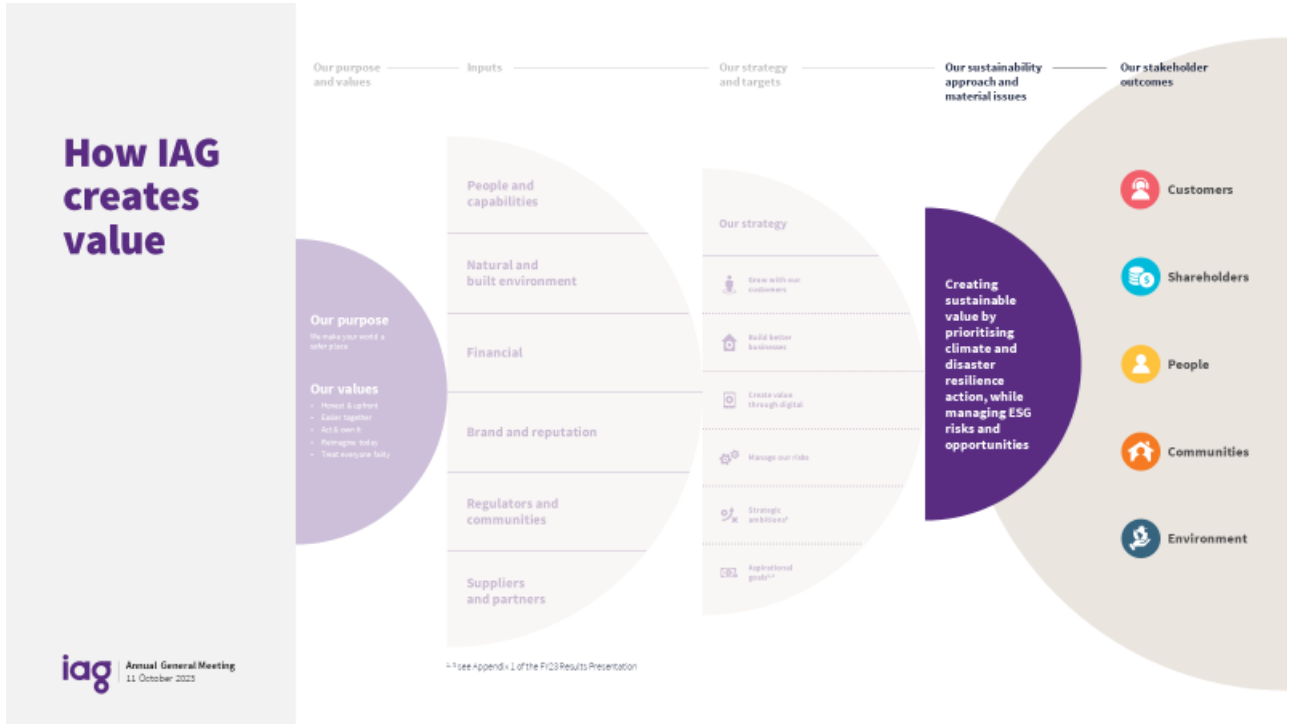 How IAG
creates
value
iag
Annual General Meeting
11 October 2023
Our purpose
and values
Inputs
Our strategy
and targets
Our sustainability
approach and
material issues
Our stakeholder
outcomes
Our purpose
We make your world a
safer place
Our values
• Honest & upfront
• Easier together
• Act & own it
• Reimagine today
• Treat everyone fairly
People and
capabilities
Natural and
built environment
Financial
Brand and reputation
Regulators and
communities
Suppliers
and partners
Our strategy
Grow with our
customers
Build better
businesses
Create value
through digital
Manage our risks
Strategic
ambitions
Aspirational
goals
Creating
sustainable
value by
prioritising
climate and
disaster
resilience
action, while
managing ESG
risks and
opportunities
Customers
Shareholders
People
Communities
Environment
see Appendix 1 of the FY23 Results Presentation